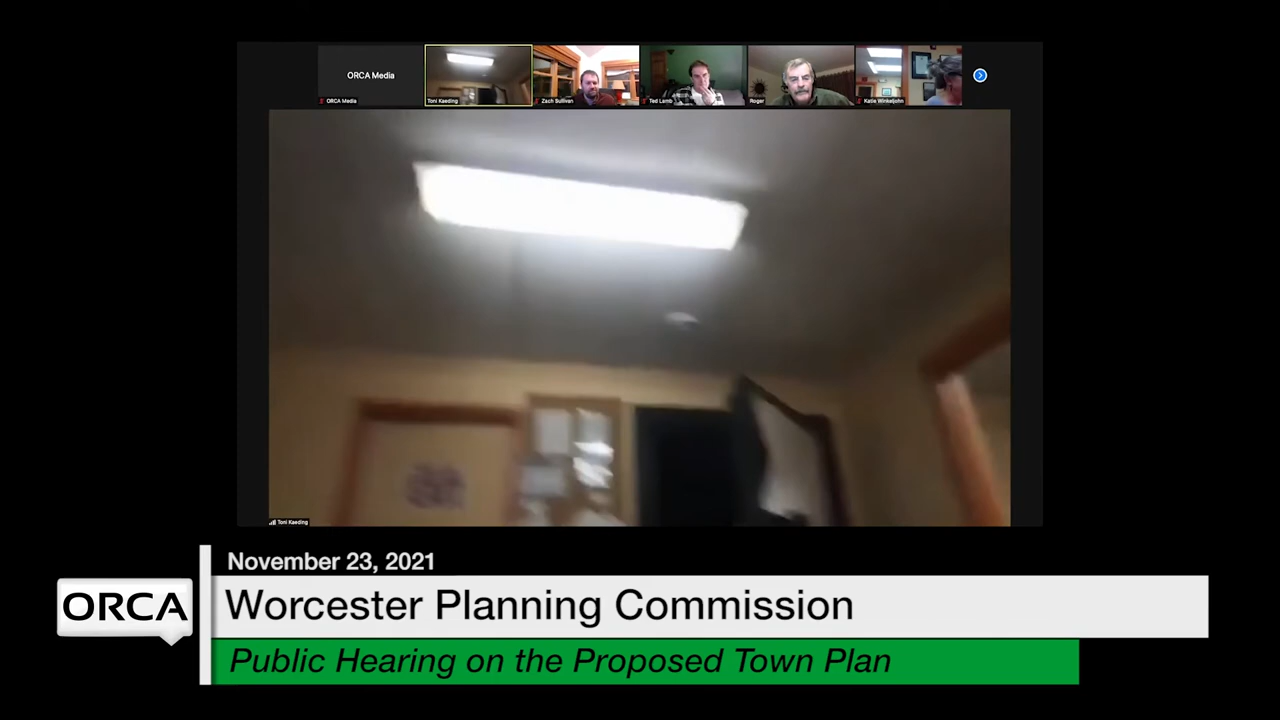 ORCA Media
ORCA Media
Toni Kaeding
Zach Sullivan
Ted Lamb
Roger
Katie Winkeljohn
Toni Kaeding
November 23, 2021
ORCA
Worcester Planning Commission
Public Hearing on the Proposed Town Plan